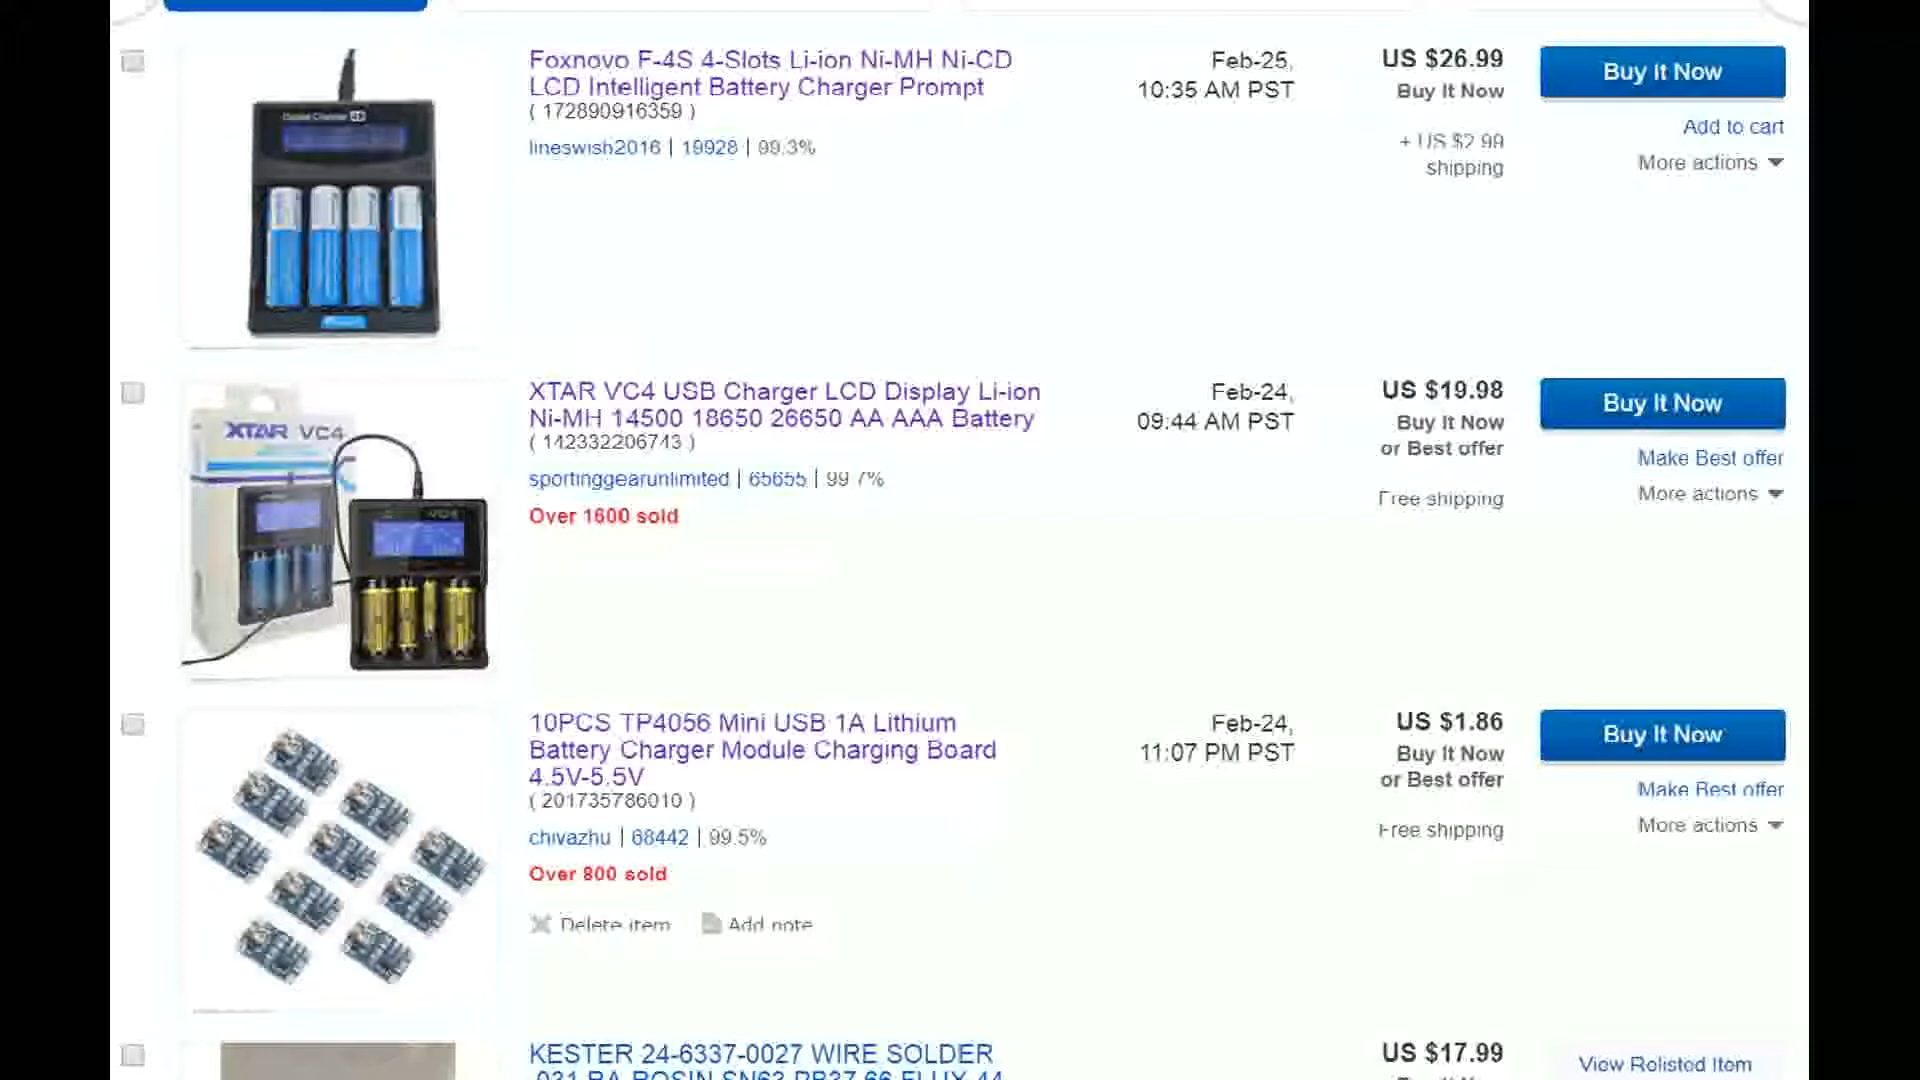 Foxnovo F-4S 4-Slots Li-ion Ni-MH Ni-CD
LCD Intelligent Battery Charger Prompt
( 172890916359 )
lineswish2016 | 19928 | 99.3%
Feb-25,
10:35 AM PST
US $26.99
Buy It Now
+ US $2.99
shipping
Buy It Now
Add to cart
More actions
XTAR VC4
XTAR VC4 USB Charger LCD Display Li-ion
Ni-MH 14500 18650 26650 AA AAA Battery
( 142332206743 )
sportinggearunlimited | 65655 | 99.7%
Over 1600 sold
Feb-24,
09:44 AM PST
US $19.98
Buy It Now
or Best offer
Free shipping
Buy It Now
Make Best offer
More actions
10PCS TP4056 Mini USB 1A Lithium
Battery Charger Module Charging Board
4.5V-5.5V
( 201735786010 )
chivazhu | 68442 | 99.5%
Over 800 sold
Delete item Add note
Feb-24,
11:07 PM PST
US $1.86
Buy It Now
or Best offer
Free shipping
Buy It Now
Make Best offer
More actions
KESTER 24-6337-0027 WIRE SOLDER
.031 RA ROSIN SN63 PB37 66 FLUX 44
US $17.99
View Relisted Item